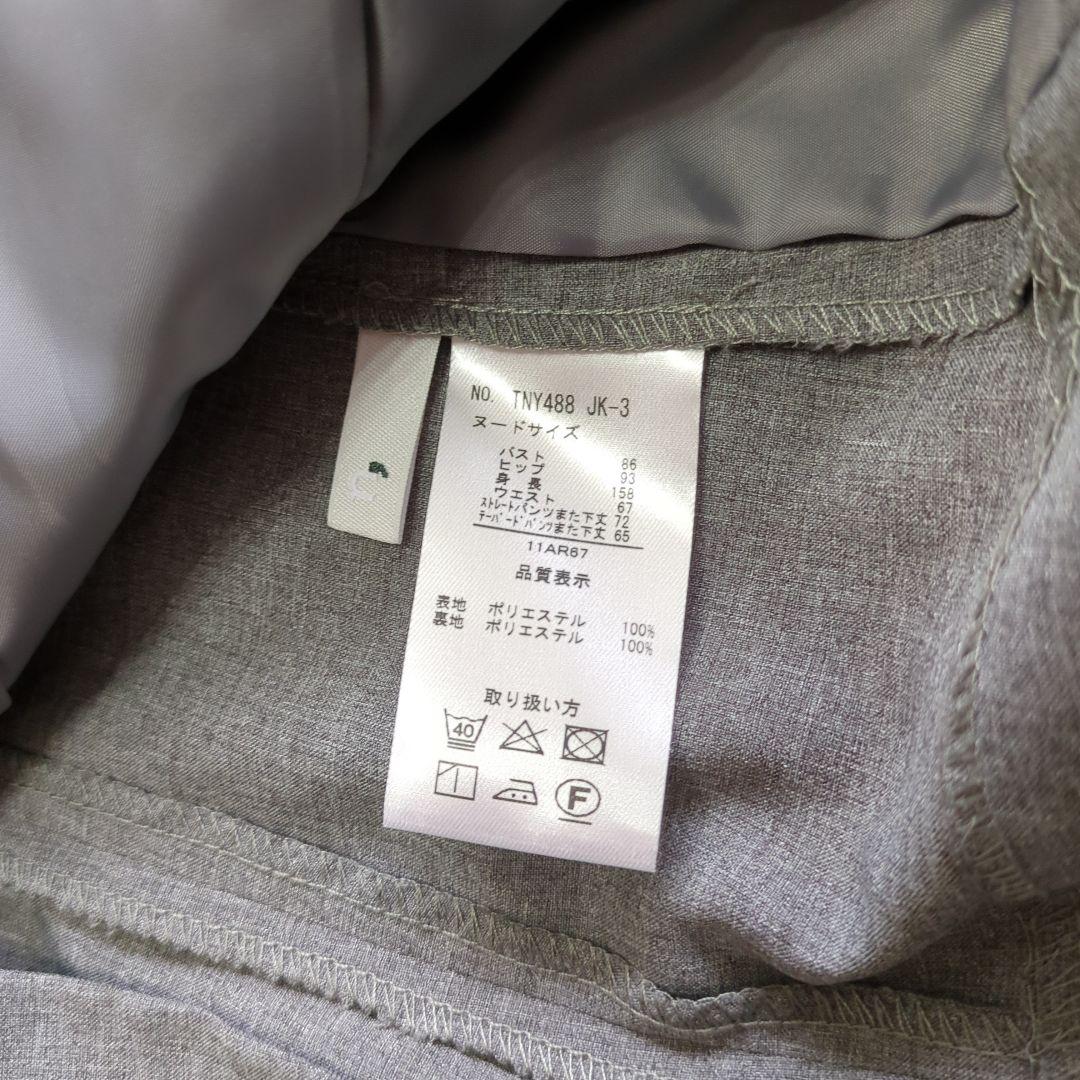 NO. TNY488 JK-3
ヌードサイズ
バスト 86
ヒップ 93
身長 158
ウエスト 67
ストレートパンツまた下丈 72
テーパードパンツまた下丈 65
11AR67
品質表示
表地 ポリエステル 100%
裏地 ポリエステル 100%
取り扱い方
40
F